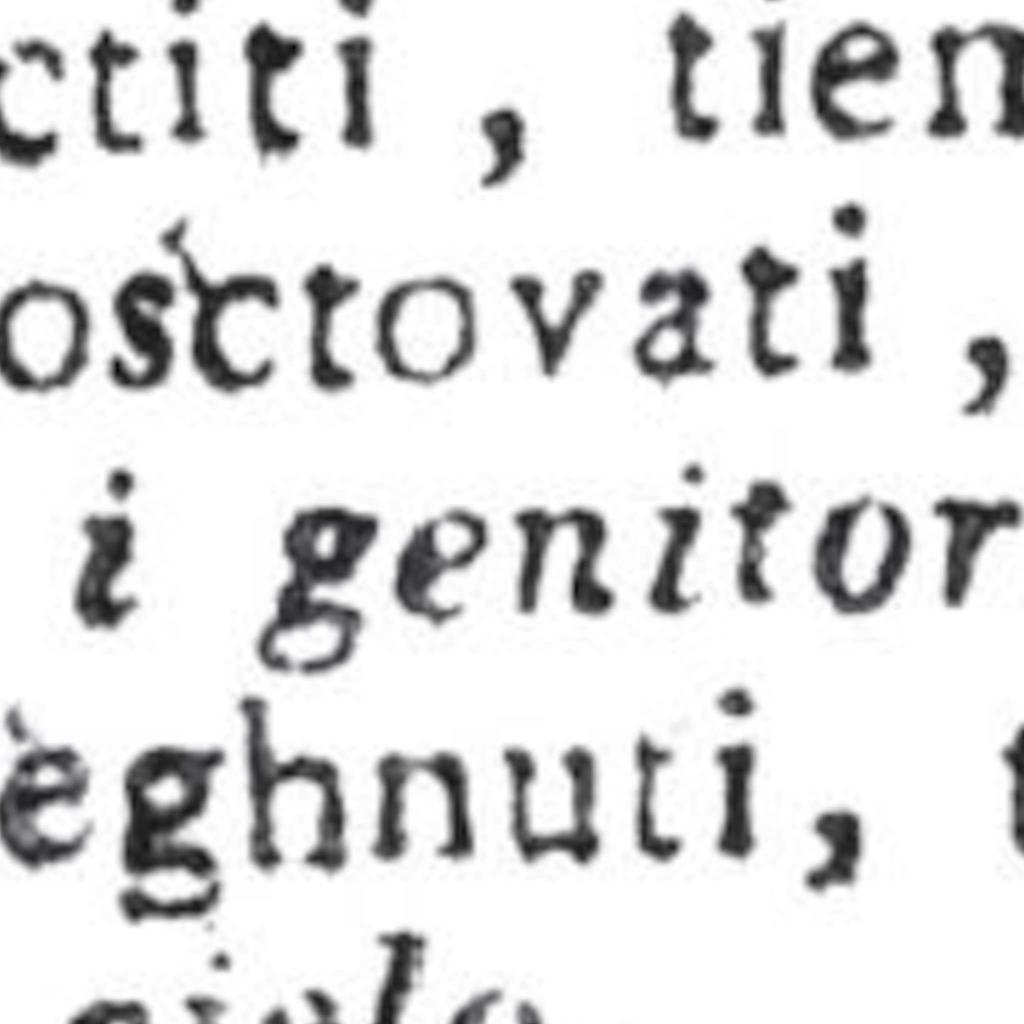 ctiti , tien
osctovati ,
i genitor
èghnuti, t